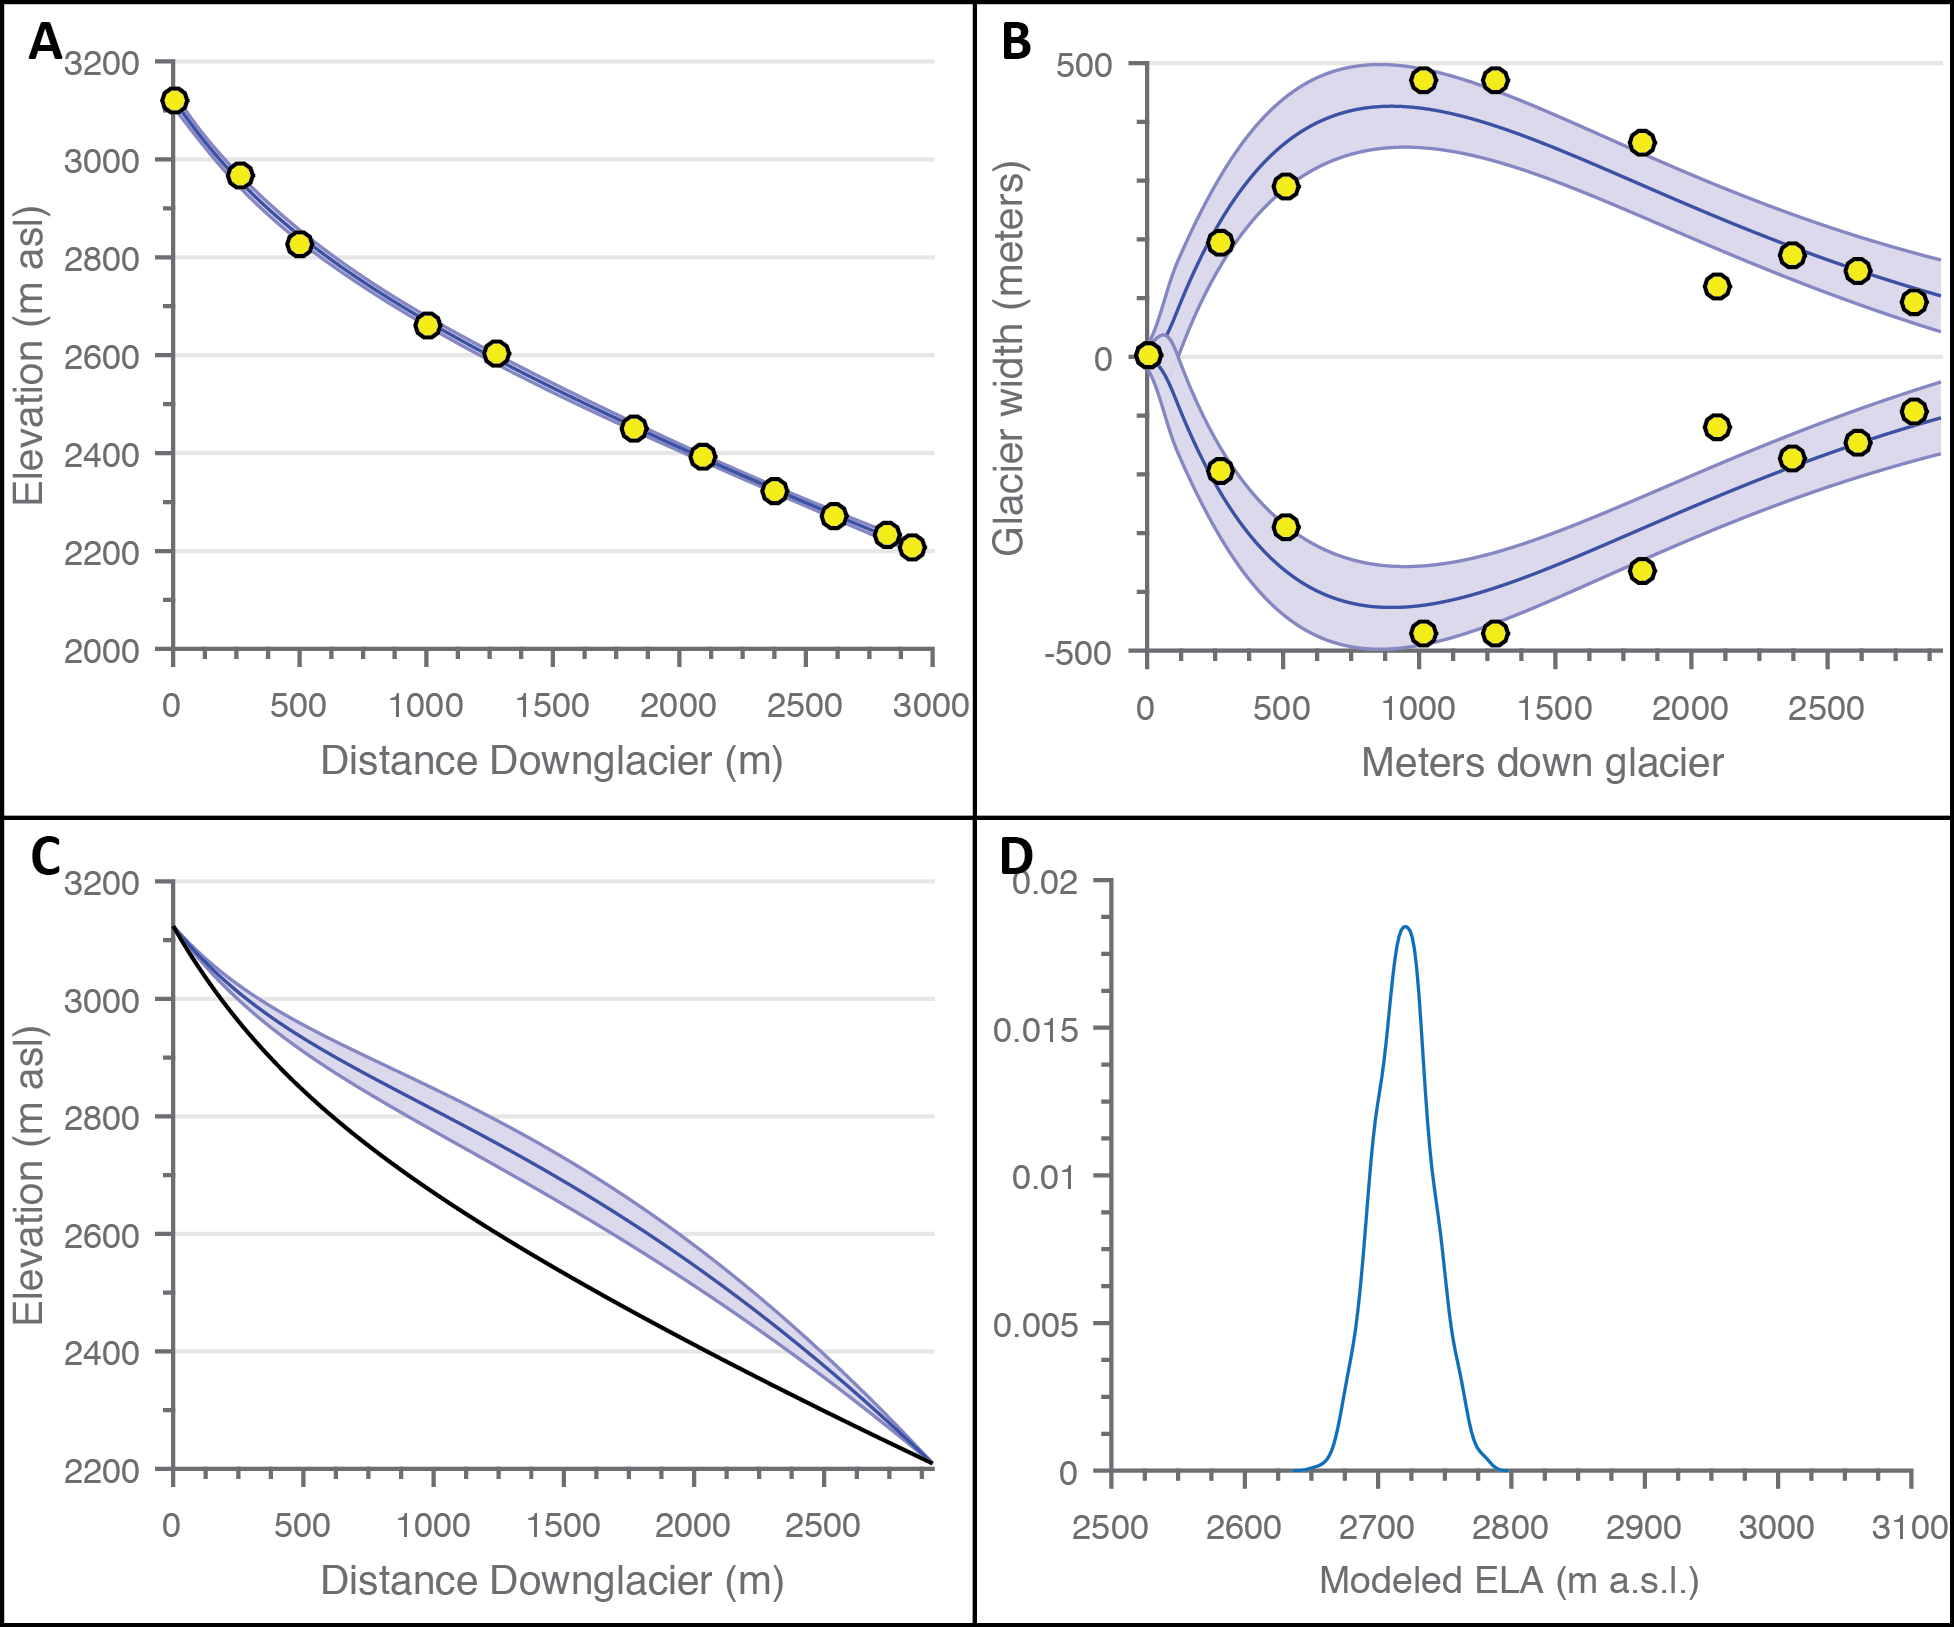 A
3200
3000
2800
2600
2400
2200
2000
0 500 1000 1500 2000 2500 3000
Elevation (m asl)
Distance Downglacier (m)
B
500
0
-500
0 500 1000 1500 2000 2500
Glacier width (meters)
Meters down glacier
C
3200
3000
2800
2600
2400
2200
0 500 1000 1500 2000 2500
Elevation (m asl)
Distance Downglacier (m)
D
0.02
0.015
0.01
0.005
0
2500 2600 2700 2800 2900 3000 3100
Modeled ELA (m a.s.l.)